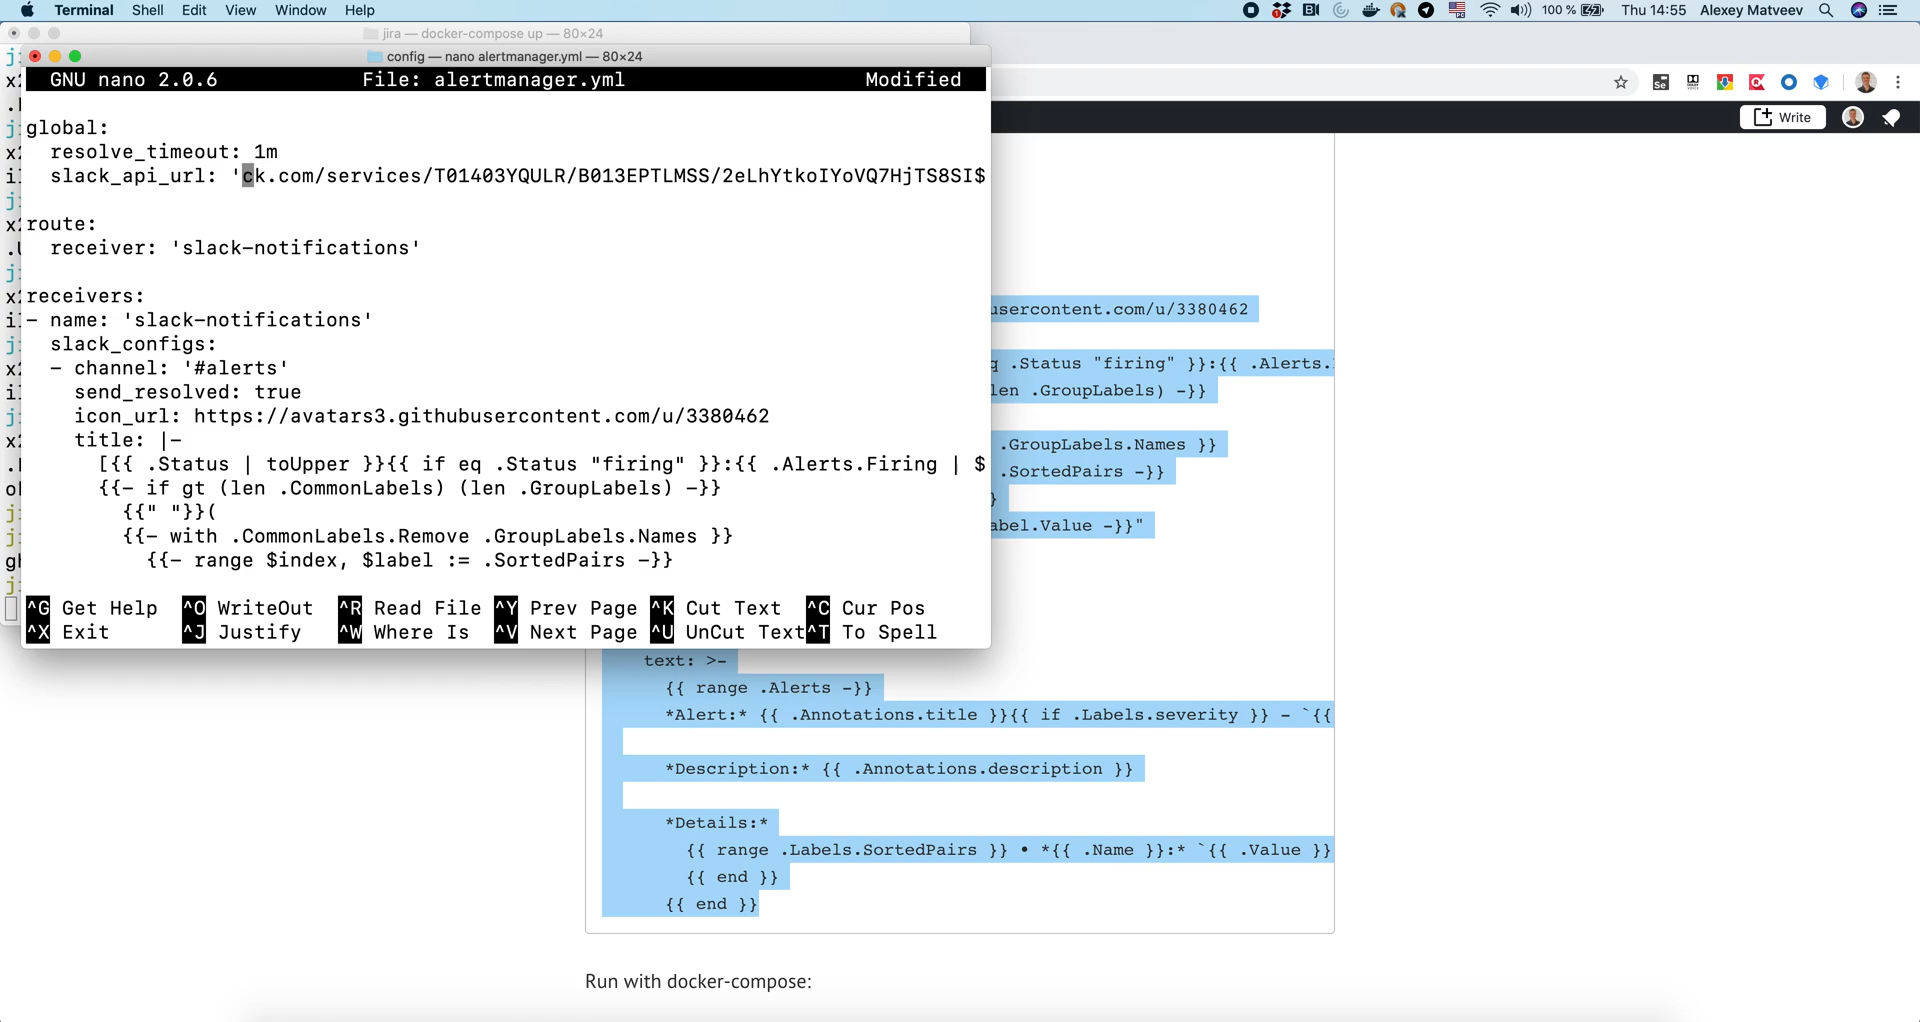 Terminal Shell Edit View Window Help
100 % Thu 14:55 Alexey Matveev
jira — docker-compose up — 80×24
config — nano alertmanager.yml — 80×24
GNU nano 2.0.6 File: alertmanager.yml Modified
global:
resolve_timeout: 1m
slack_api_url: 'ck.com/services/T01403YQULR/B013EPTLMSS/2eLhYtkoIYoVQ7HjTS8SI$
route:
receiver: 'slack-notifications'
receivers:
- name: 'slack-notifications'
slack_configs:
- channel: '#alerts'
send_resolved: true
icon_url: https://avatars3.githubusercontent.com/u/3380462
title: |-
[{{ .Status | toUpper }}{{ if eq .Status "firing" }}:{{ .Alerts.Firing | $
{{- if gt (len .CommonLabels) (len .GroupLabels) -}}
{{" "}}(
{{- with .CommonLabels.Remove .GroupLabels.Names }}
{{- range $index, $label := .SortedPairs -}}
^G Get Help ^O WriteOut ^R Read File ^Y Prev Page ^K Cut Text ^C Cur Pos
^X Exit ^J Justify ^W Where Is ^V Next Page ^U UnCut Text ^T To Spell
Write
usercontent.com/u/3380462
q .Status "firing" }}:{{ .Alerts.
len .GroupLabels) -}}
.GroupLabels.Names }}
.SortedPairs -}}
}
abel.Value -}}"
text: >-
{{ range .Alerts -}}
*Alert:* {{ .Annotations.title }}{{ if .Labels.severity }} - `{{
*Description:* {{ .Annotations.description }}
*Details:*
{{ range .Labels.SortedPairs }} • *{{ .Name }}:* `{{ .Value }}
{{ end }}
{{ end }}
Run with docker-compose: